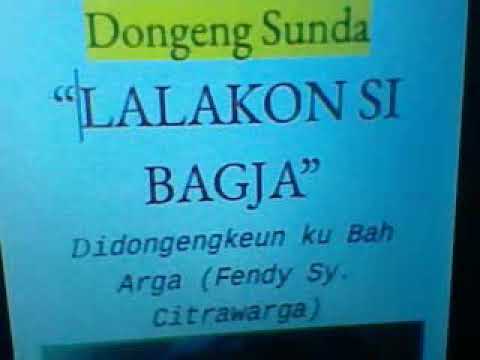 Dongeng Sunda
“LALAKON SI
BAGJA”
Didongengkeun ku Bah
Arga (Fendy Sy.
Citrawarga)